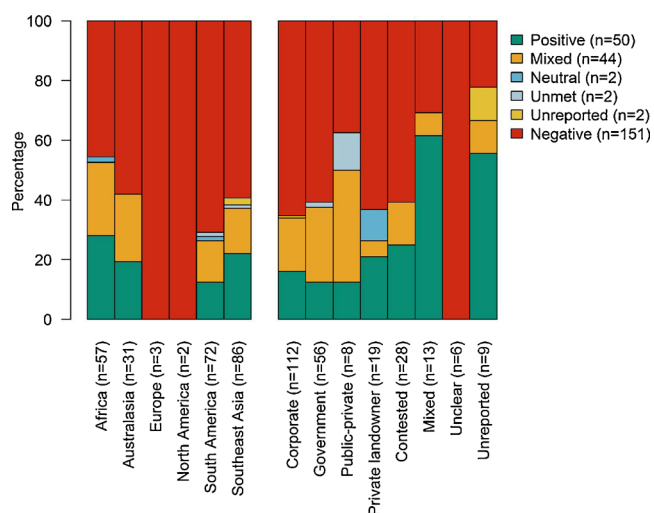 Percentage
100
80
60
40
20
0
Africa (n=57)
Australasia (n=31)
Europe (n=3)
North America (n=2)
South America (n=72)
Southeast Asia (n=86)
Corporate (n=112)
Government (n=56)
Public-private (n=8)
Private landowner (n=19)
Contested (n=28)
Mixed (n=13)
Unclear (n=6)
Unreported (n=9)
Positive (n=50)
Mixed (n=44)
Neutral (n=2)
Unmet (n=2)
Unreported (n=2)
Negative (n=151)